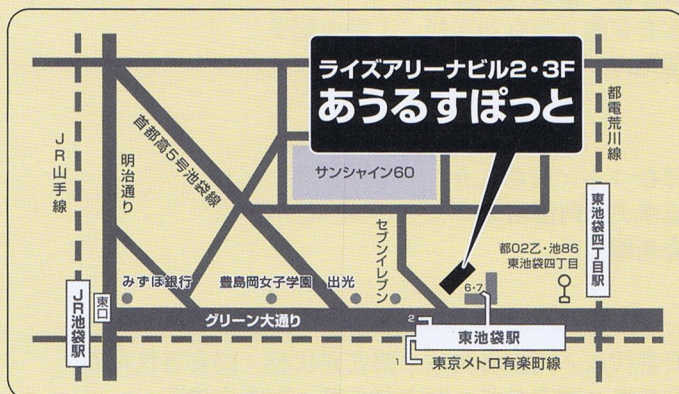 ライズアリーナビル2・3F
あうるすぽっと
JR山手線
明治通り
首都高5号池袋線
サンシャイン60
都電荒川線
セブンイレブン
都02乙・池86
東池袋四丁目
東池袋四丁目駅
みずほ銀行
豊島岡女子学園
出光
6・7
JR池袋駅
東口
グリーン大通り
2
東池袋駅
1
東京メトロ有楽町線